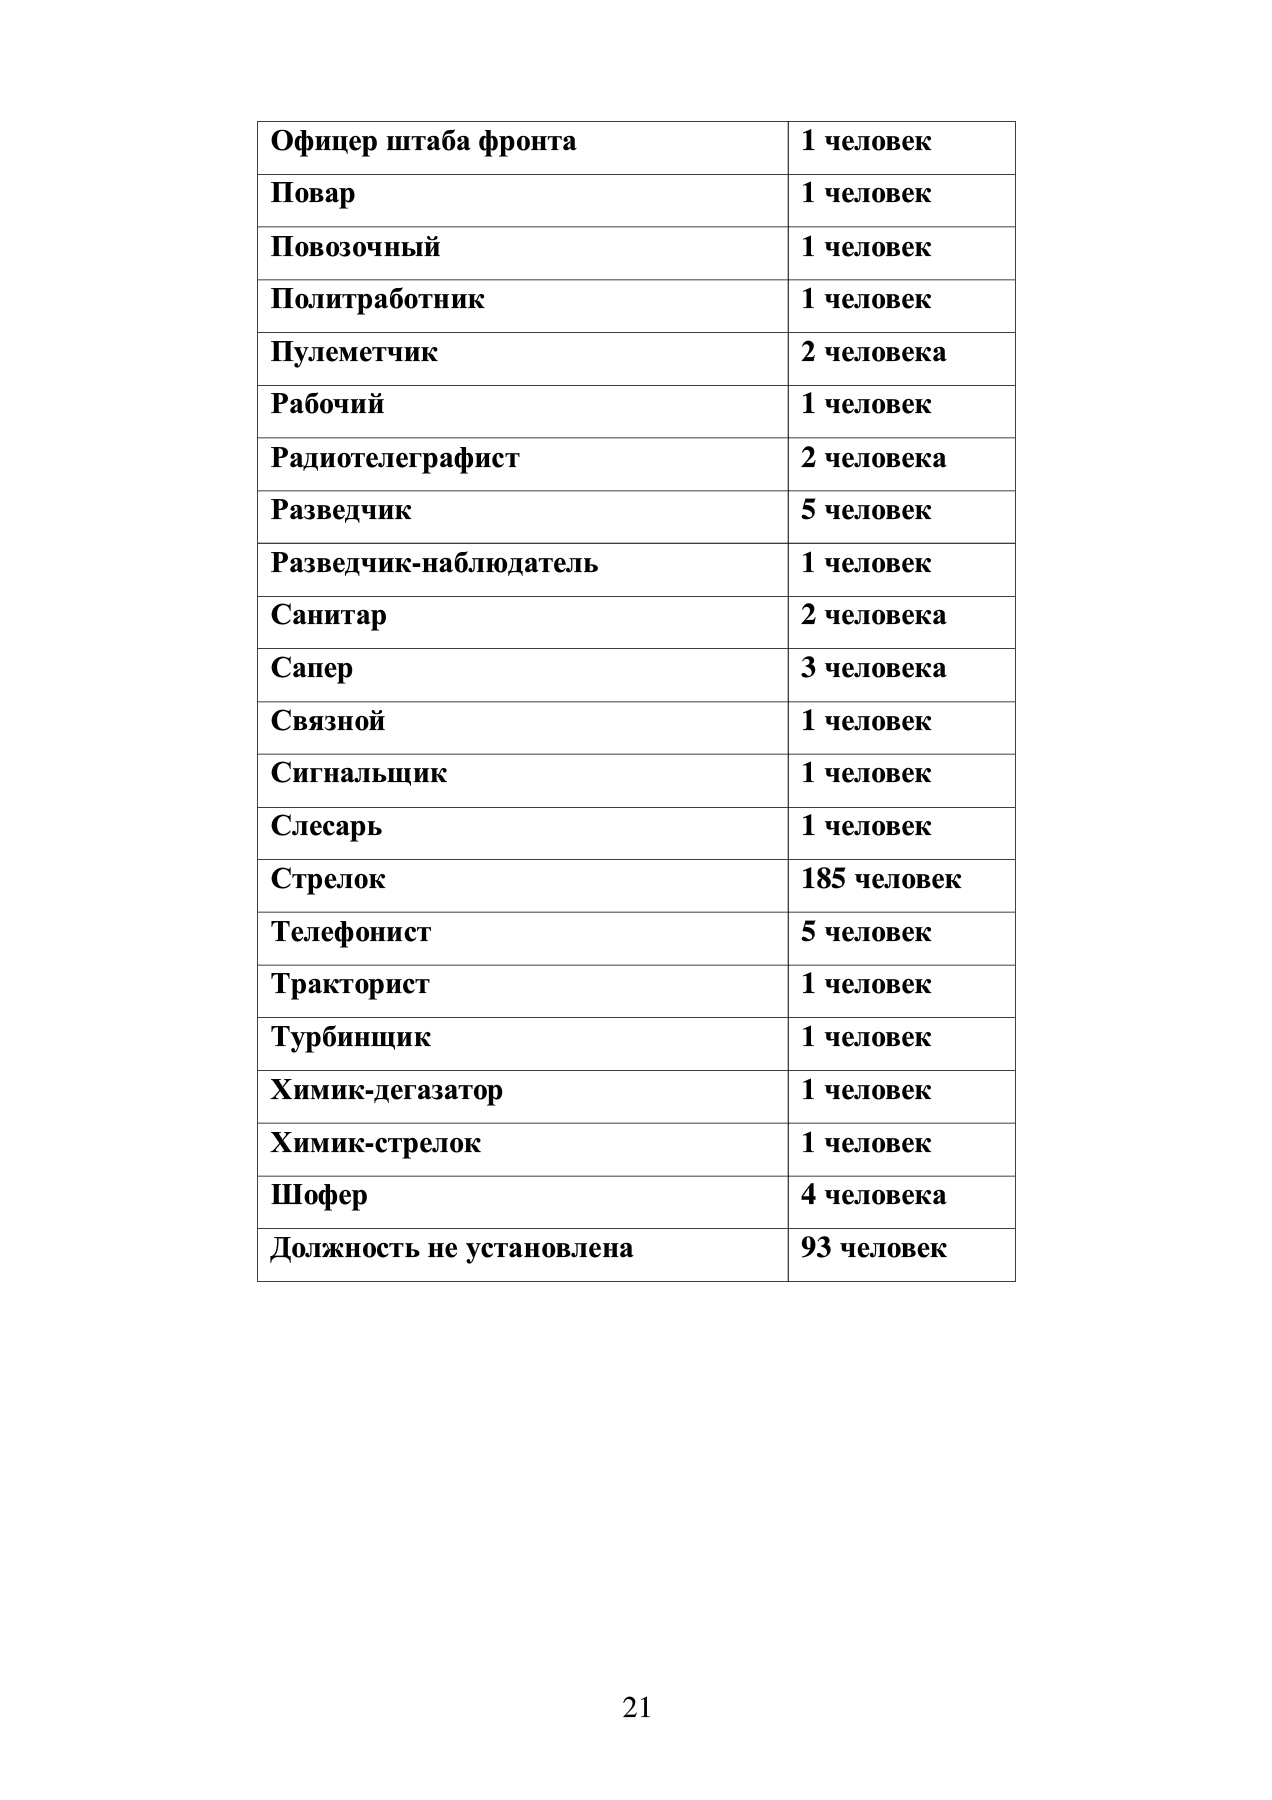 Офицер штаба фронта 1 человек
Повар 1 человек
Повозочный 1 человек
Политработник 1 человек
Пулеметчик 2 человека
Рабочий 1 человек
Радиотелеграфист 2 человека
Разведчик 5 человек
Разведчик-наблюдатель 1 человек
Санитар 2 человека
Сапер 3 человека
Связной 1 человек
Сигнальщик 1 человек
Слесарь 1 человек
Стрелок 185 человек
Телефонист 5 человек
Тракторист 1 человек
Турбинщик 1 человек
Химик-дегазатор 1 человек
Химик-стрелок 1 человек
Шофер 4 человека
Должность не установлена 93 человек
21